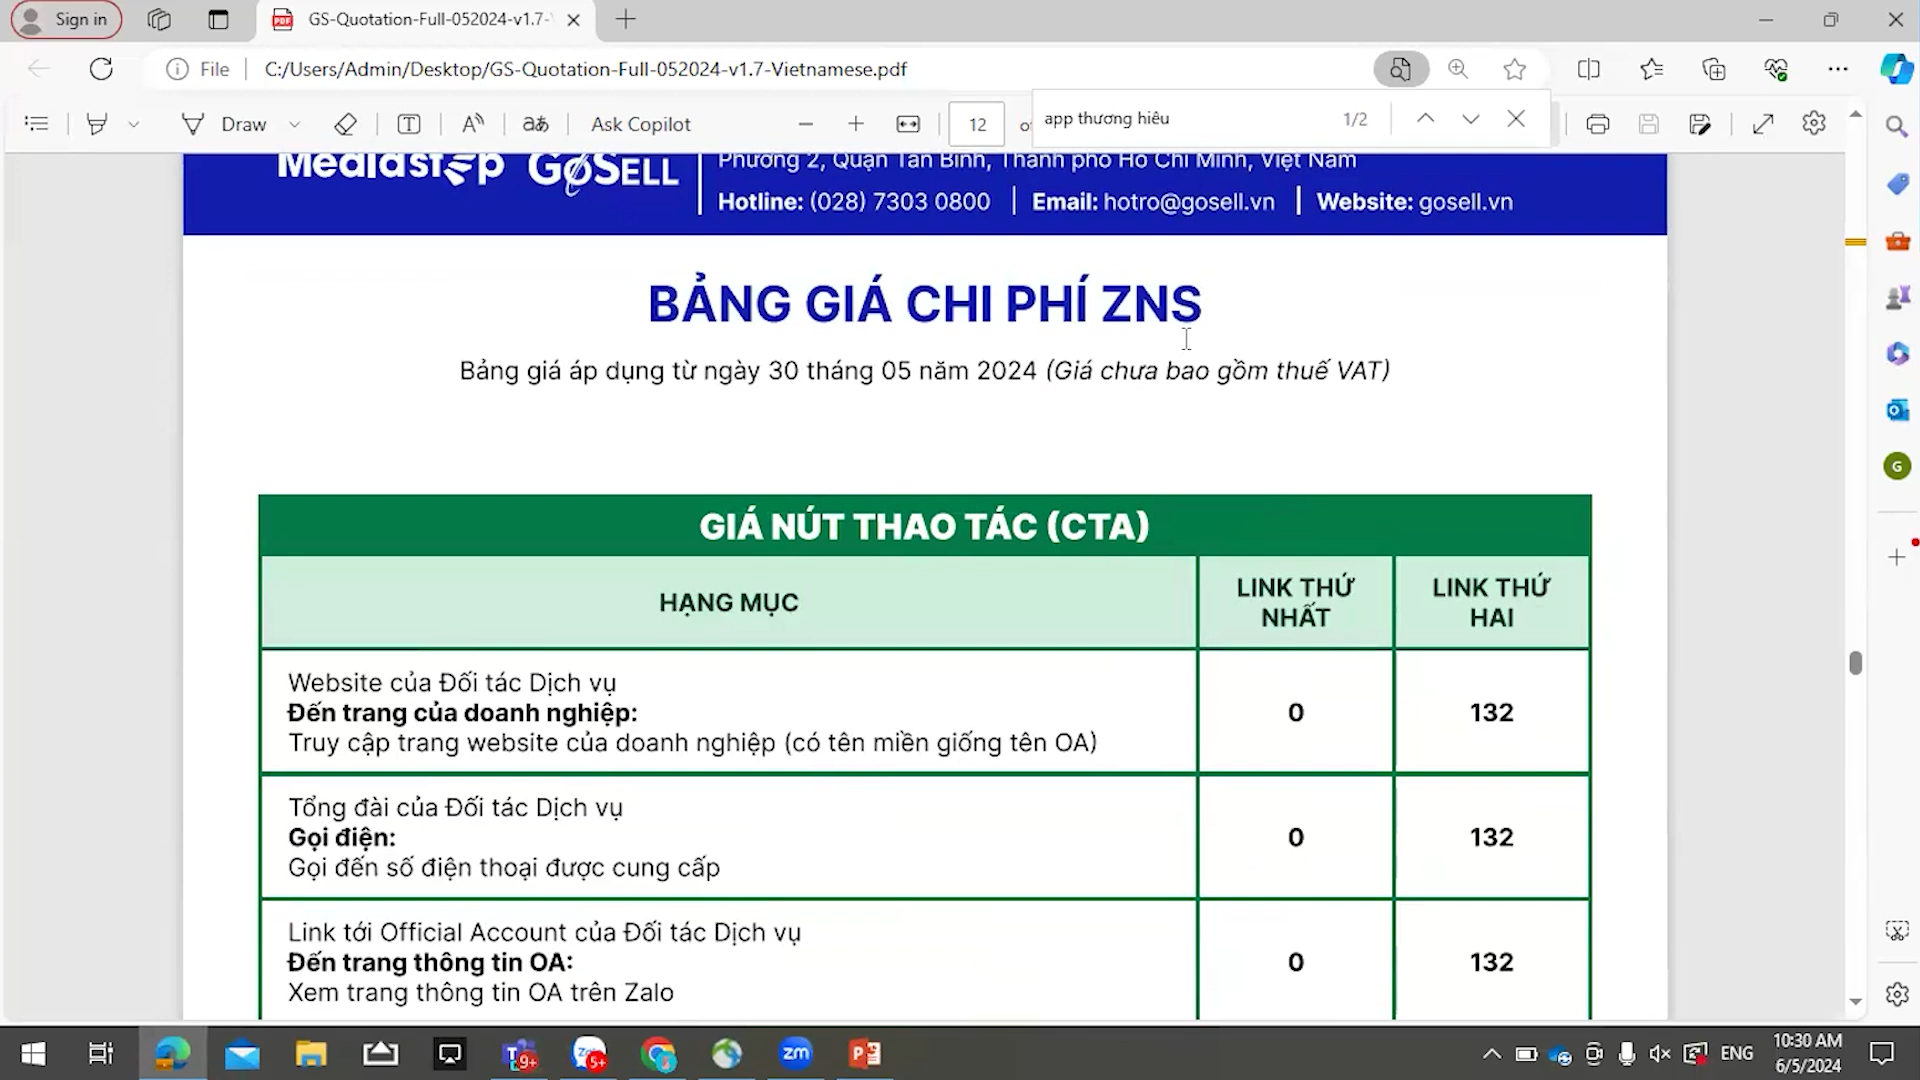 Sign in
GS-Quotation-Full-052024-v1.7-
File
C:/Users/Admin/Desktop/GS-Quotation-Full-052024-v1.7-Vietnamese.pdf
Draw
aあ
Ask Copilot
12
app thương hiêu
1/2
Mediastep GOSELL
Phường 2, Quận Tân Bình, Thành phố Hồ Chí Minh, Việt Nam
Hotline: (028) 7303 0800 | Email: hotro@gosell.vn | Website: gosell.vn
BẢNG GIÁ CHI PHÍ ZNS
Bảng giá áp dụng từ ngày 30 tháng 05 năm 2024 (Giá chưa bao gồm thuế VAT)
GIÁ NÚT THAO TÁC (CTA)
HẠNG MỤC
LINK THỨ NHẤT
LINK THỨ HAI
Website của Đối tác Dịch vụ
Đến trang của doanh nghiệp:
Truy cập trang website của doanh nghiệp (có tên miền giống tên OA)
0
132
Tổng đài của Đối tác Dịch vụ
Gọi điện:
Gọi đến số điện thoại được cung cấp
0
132
Link tới Official Account của Đối tác Dịch vụ
Đến trang thông tin OA:
Xem trang thông tin OA trên Zalo
0
132
G
9+
5+
zm
ENG
10:30 AM
6/5/2024